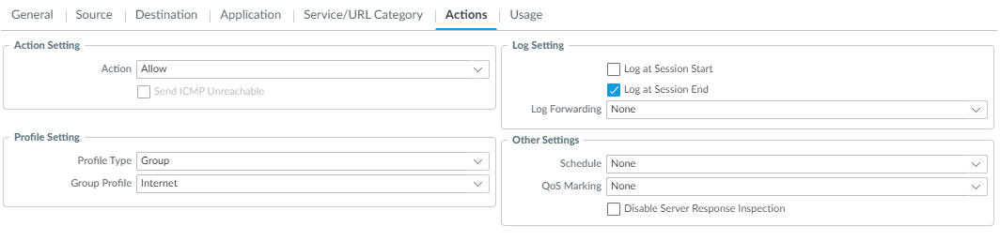 General Source Destination Application Service/URL Category Actions Usage
Action Setting
Action Allow
Send ICMP Unreachable
Profile Setting
Profile Type Group
Group Profile Internet
Log Setting
Log at Session Start
Log at Session End
Log Forwarding None
Other Settings
Schedule None
QoS Marking None
Disable Server Response Inspection